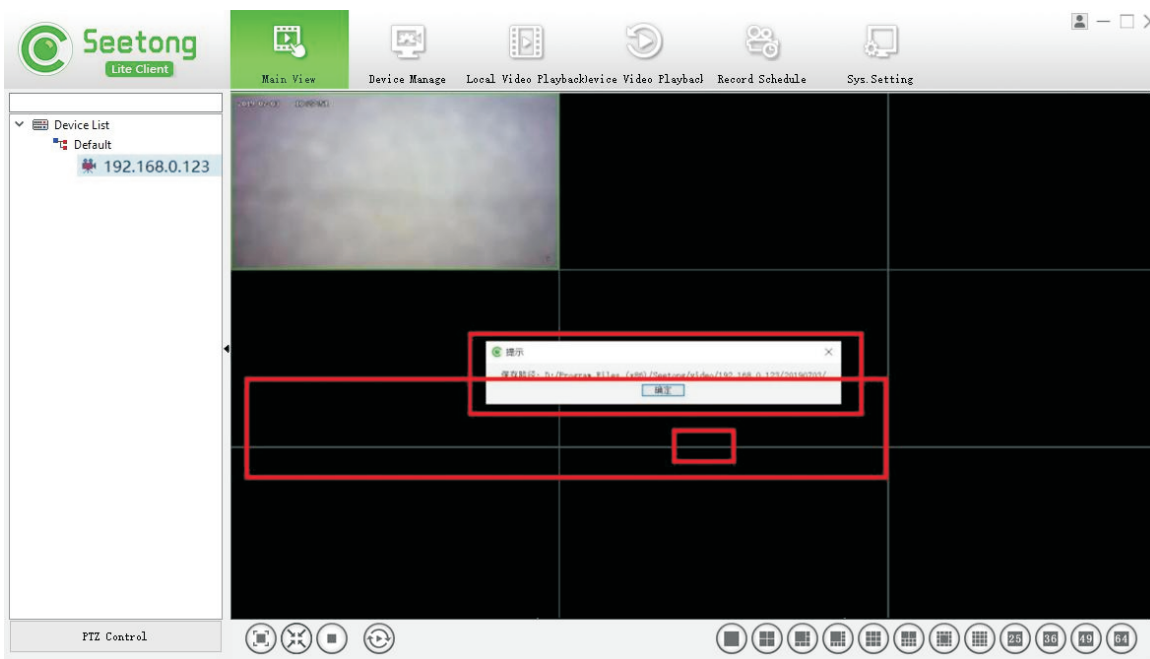 Seetong
Lite Client
Main View
Device Manage
Local Video Playback
Device Video Playback
Record Schedule
Sys.Setting
Device List
Default
192.168.0.123
提示
保存路径: D:/Program Files (x86)/Seetong/video/192.168.0.123/20190703/
确定
PTZ Control
25
36
49
64